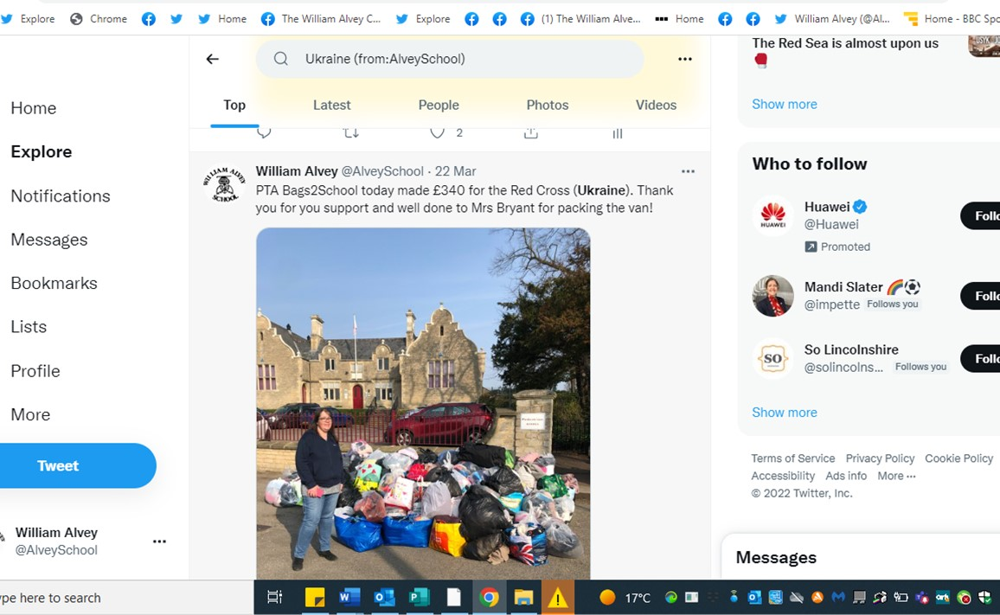 Explore Chrome Home The William Alvey C... Explore (1) The William Alve... Home William Alvey (@Al... Home - BBC Spo
Ukraine (from:AlveySchool)
Top Latest People Photos Videos
2
Home
Explore
Notifications
Messages
Bookmarks
Lists
Profile
More
Tweet
William Alvey
@AlveySchool
William Alvey @AlveySchool · 22 Mar
PTA Bags2School today made £340 for the Red Cross (Ukraine). Thank
you for you support and well done to Mrs Bryant for packing the van!
WILLIAM ALVEY
SCHOOL
The Red Sea is almost upon us
Show more
Who to follow
HUAWEI
Huawei
@Huawei
Promoted
Follo
Mandi Slater
@impette Follows you
Follo
SO
So Lincolnshire
@solincolns... Follows you
Follo
Show more
Terms of Service Privacy Policy Cookie Policy
Accessibility Ads info More
© 2022 Twitter, Inc.
Messages
ype here to search
17°C